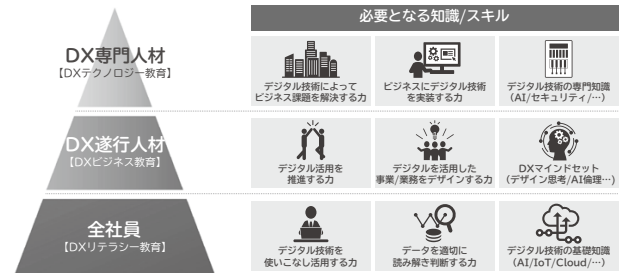 必要となる知識/スキル
DX専門人材
【DXテクノロジー教育】
デジタル技術によって
ビジネス課題を解決する力
ビジネスにデジタル技術
を実装する力
デジタル技術の専門知識
(AI/セキュリティ/…)
DX遂行人材
【DXビジネス教育】
デジタル活用を
推進する力
デジタルを活用した
事業/業務をデザインする力
DXマインドセット
(デザイン思考/AI倫理…)
全社員
【DXリテラシー教育】
デジタル技術を
使いこなし活用する力
データを適切に
読み解き判断する力
デジタル技術の基礎知識
(AI/IoT/Cloud/…)